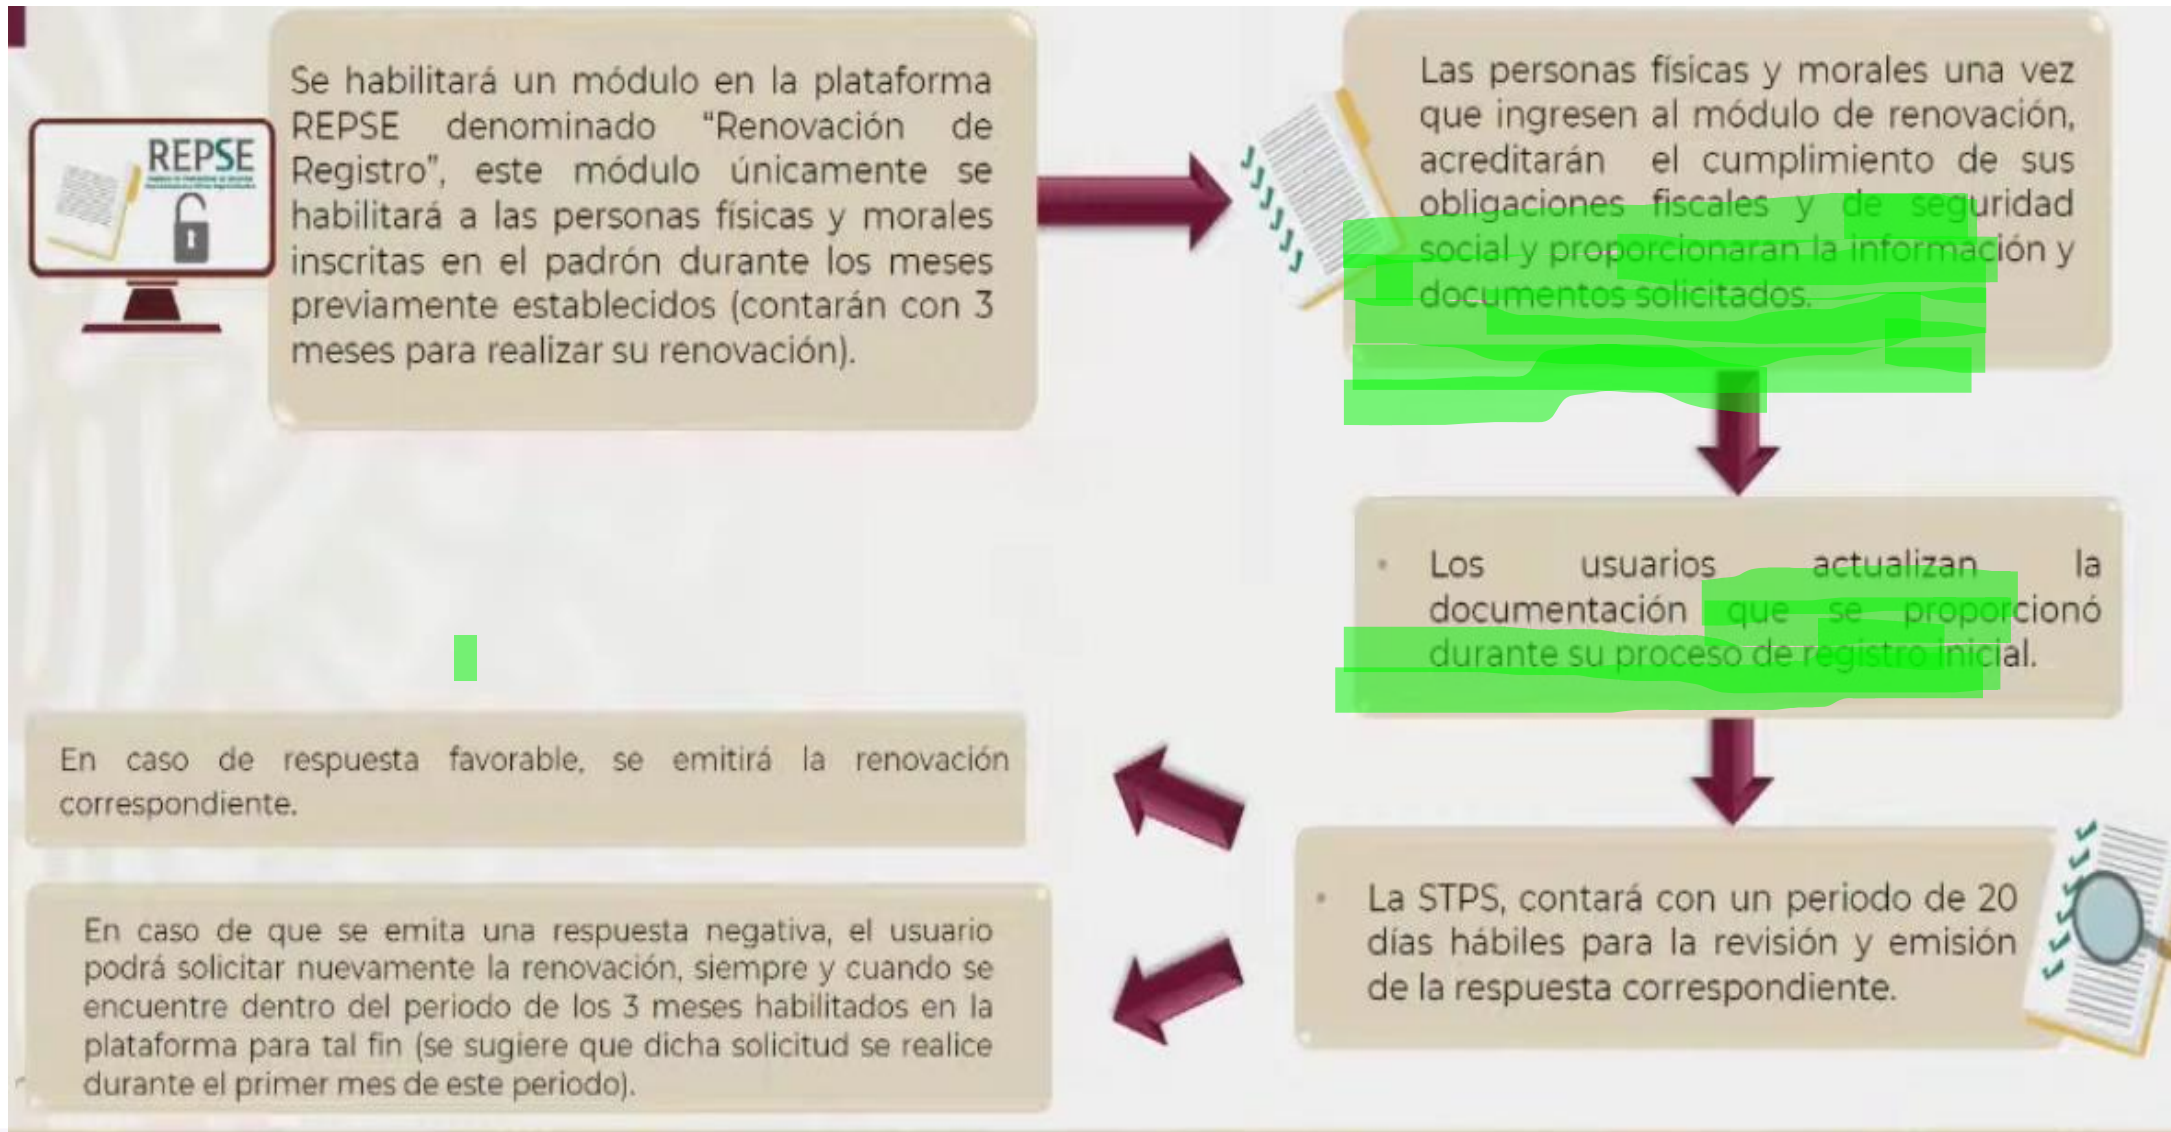 REPSE
Se habilitará un módulo en la plataforma
REPSE denominado “Renovación de
Registro”, este módulo únicamente se
habilitará a las personas físicas y morales
inscritas en el padrón durante los meses
previamente establecidos (contarán con 3
meses para realizar su renovación).
Las personas físicas y morales una vez
que ingresen al módulo de renovación,
acreditarán el cumplimiento de sus
obligaciones fiscales y de seguridad
social y proporcionaran la información y
documentos solicitados.
• Los usuarios actualizan la
documentación que se proporcionó
durante su proceso de registro inicial.
• La STPS, contará con un periodo de 20
días hábiles para la revisión y emisión
de la respuesta correspondiente.
En caso de respuesta favorable, se emitirá la renovación
correspondiente.
En caso de que se emita una respuesta negativa, el usuario
podrá solicitar nuevamente la renovación, siempre y cuando se
encuentre dentro del periodo de los 3 meses habilitados en la
plataforma para tal fin (se sugiere que dicha solicitud se realice
durante el primer mes de este periodo).